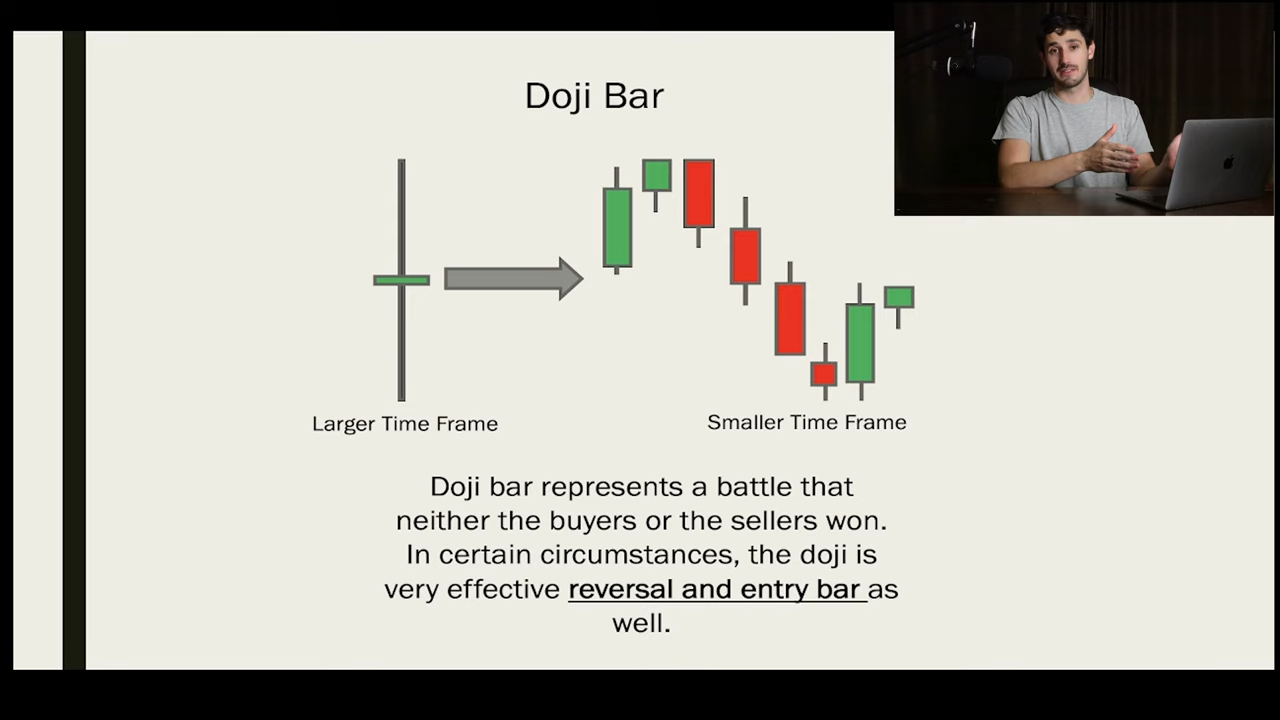 Doji Bar
Larger Time Frame
Smaller Time Frame
Doji bar represents a battle that
neither the buyers or the sellers won.
In certain circumstances, the doji is
very effective reversal and entry bar as
well.